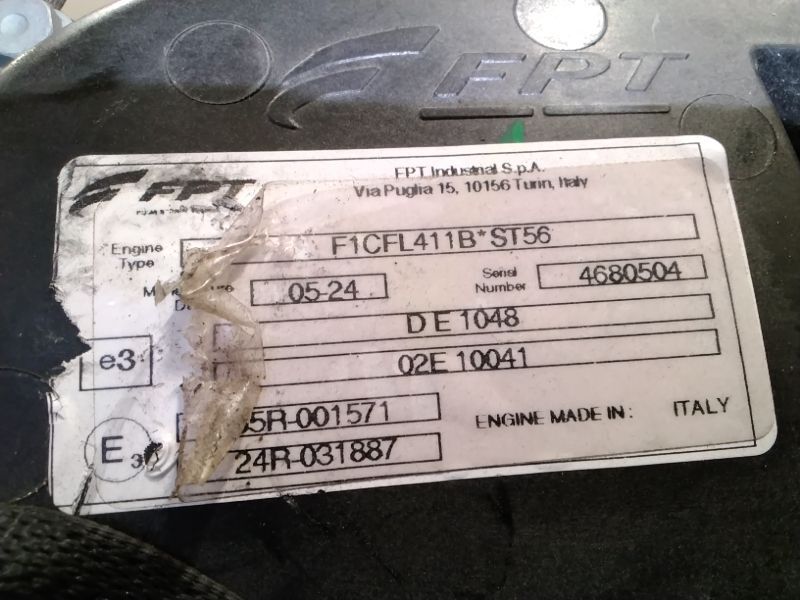 FPT
FPT
FPT Industrial S.p.A.
Via Puglia 15, 10156 Turin, Italy
Engine Type F1CFL411B*ST56
05-24 Serial Number 4680504
D E 1048
e3 02E 10041
5R-001571
E 24R-031887
ENGINE MADE IN : ITALY